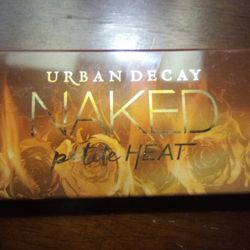 URBAN DECAY
NAKED
petite HEAT